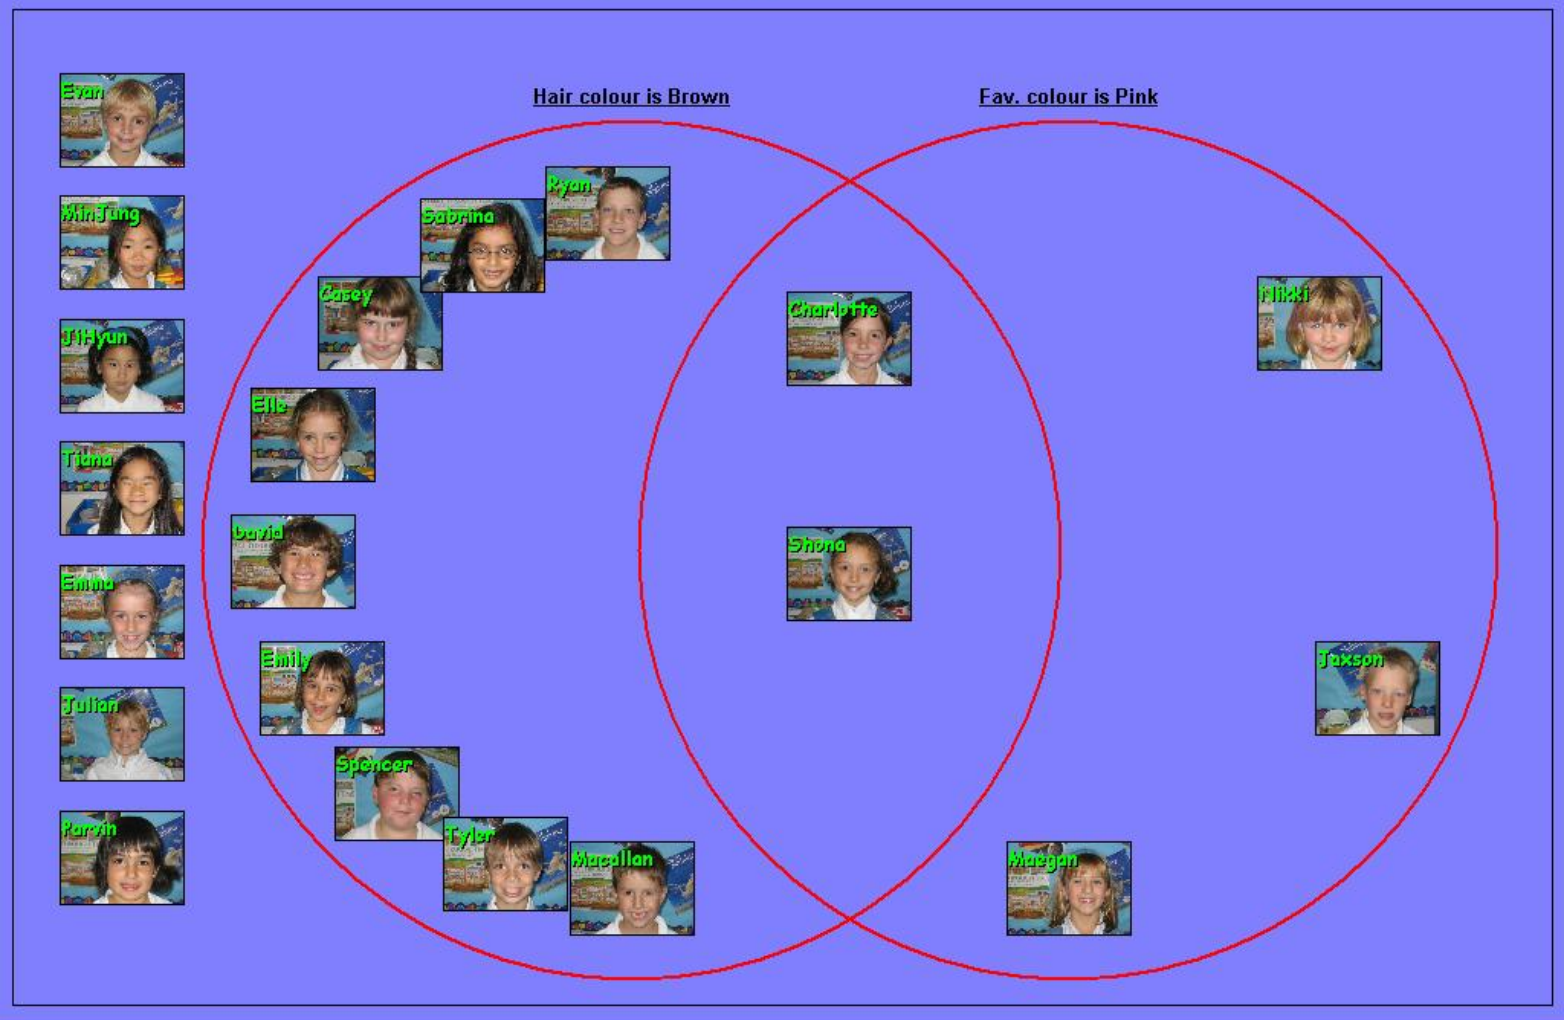 Hair colour is Brown
Fav. colour is Pink
Evan
MinJung
JiHyun
Tiana
Emma
Julian
Parvin
Ryan
Sabrina
Casey
Elle
David
Emily
Spencer
Tyler
Macallan
Charlotte
Shona
Nikki
Jaxson
Maegan